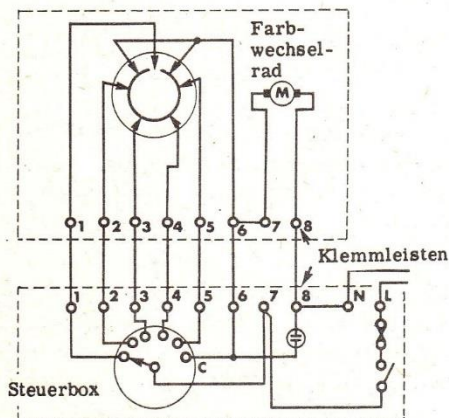 Farb-
wechsel-
rad
M
1 2 3 4 5 6 7 8
Klemmleisten
1 2 3 4 5 6 7 8 N L
C
Steuerbox